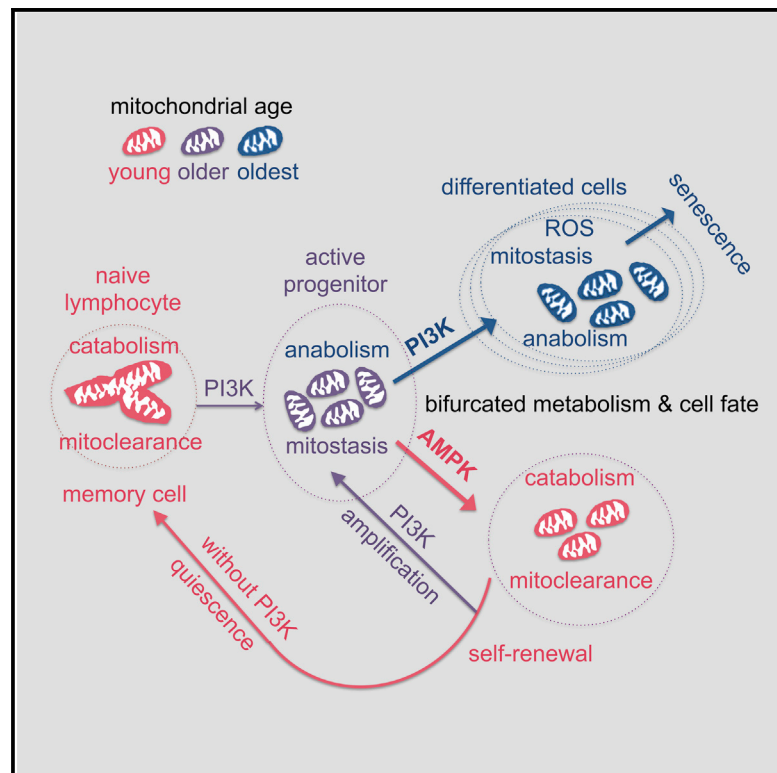 mitochondrial age
young older oldest
differentiated cells
senescence
ROS
mitostasis
anabolism
active
progenitor
naive
lymphocyte
catabolism
mitoclearance
memory cell
PI3K
anabolism
mitostasis
PI3K
bifurcated metabolism & cell fate
AMPK
catabolism
mitoclearance
PI3K
amplification
without PI3K
quiescence
self-renewal